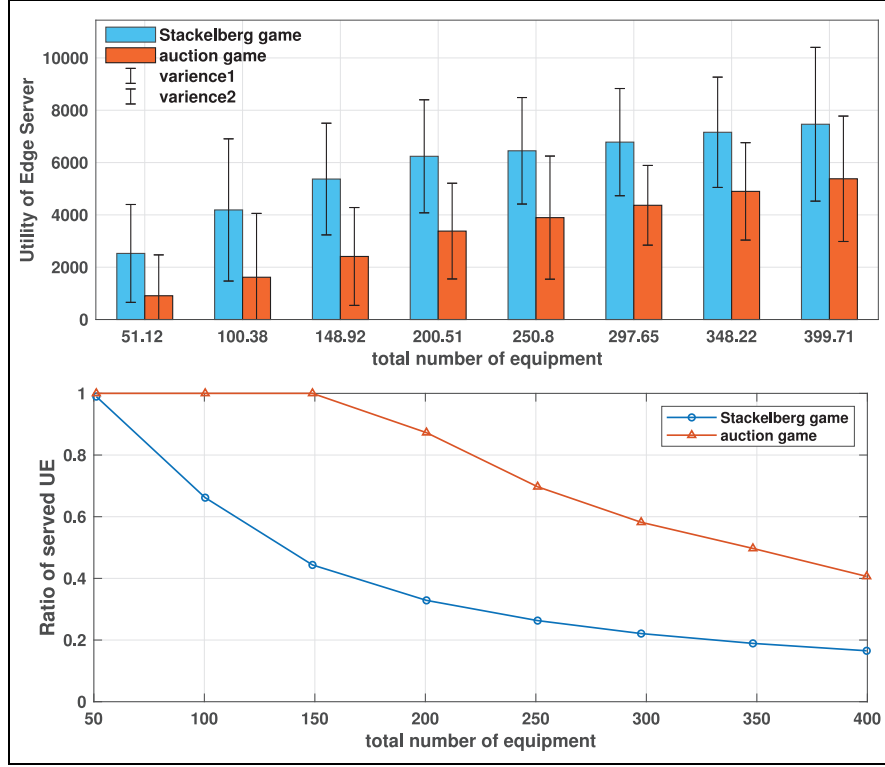 Stackelberg game
auction game
varience1
varience2
10000
8000
6000
4000
2000
0
Utility of Edge Server
51.12 100.38 148.92 200.51 250.8 297.65 348.22 399.71
total number of equipment
Stackelberg game
auction game
1
0.8
0.6
0.4
0.2
0
Ratio of served UE
50 100 150 200 250 300 350 400
total number of equipment